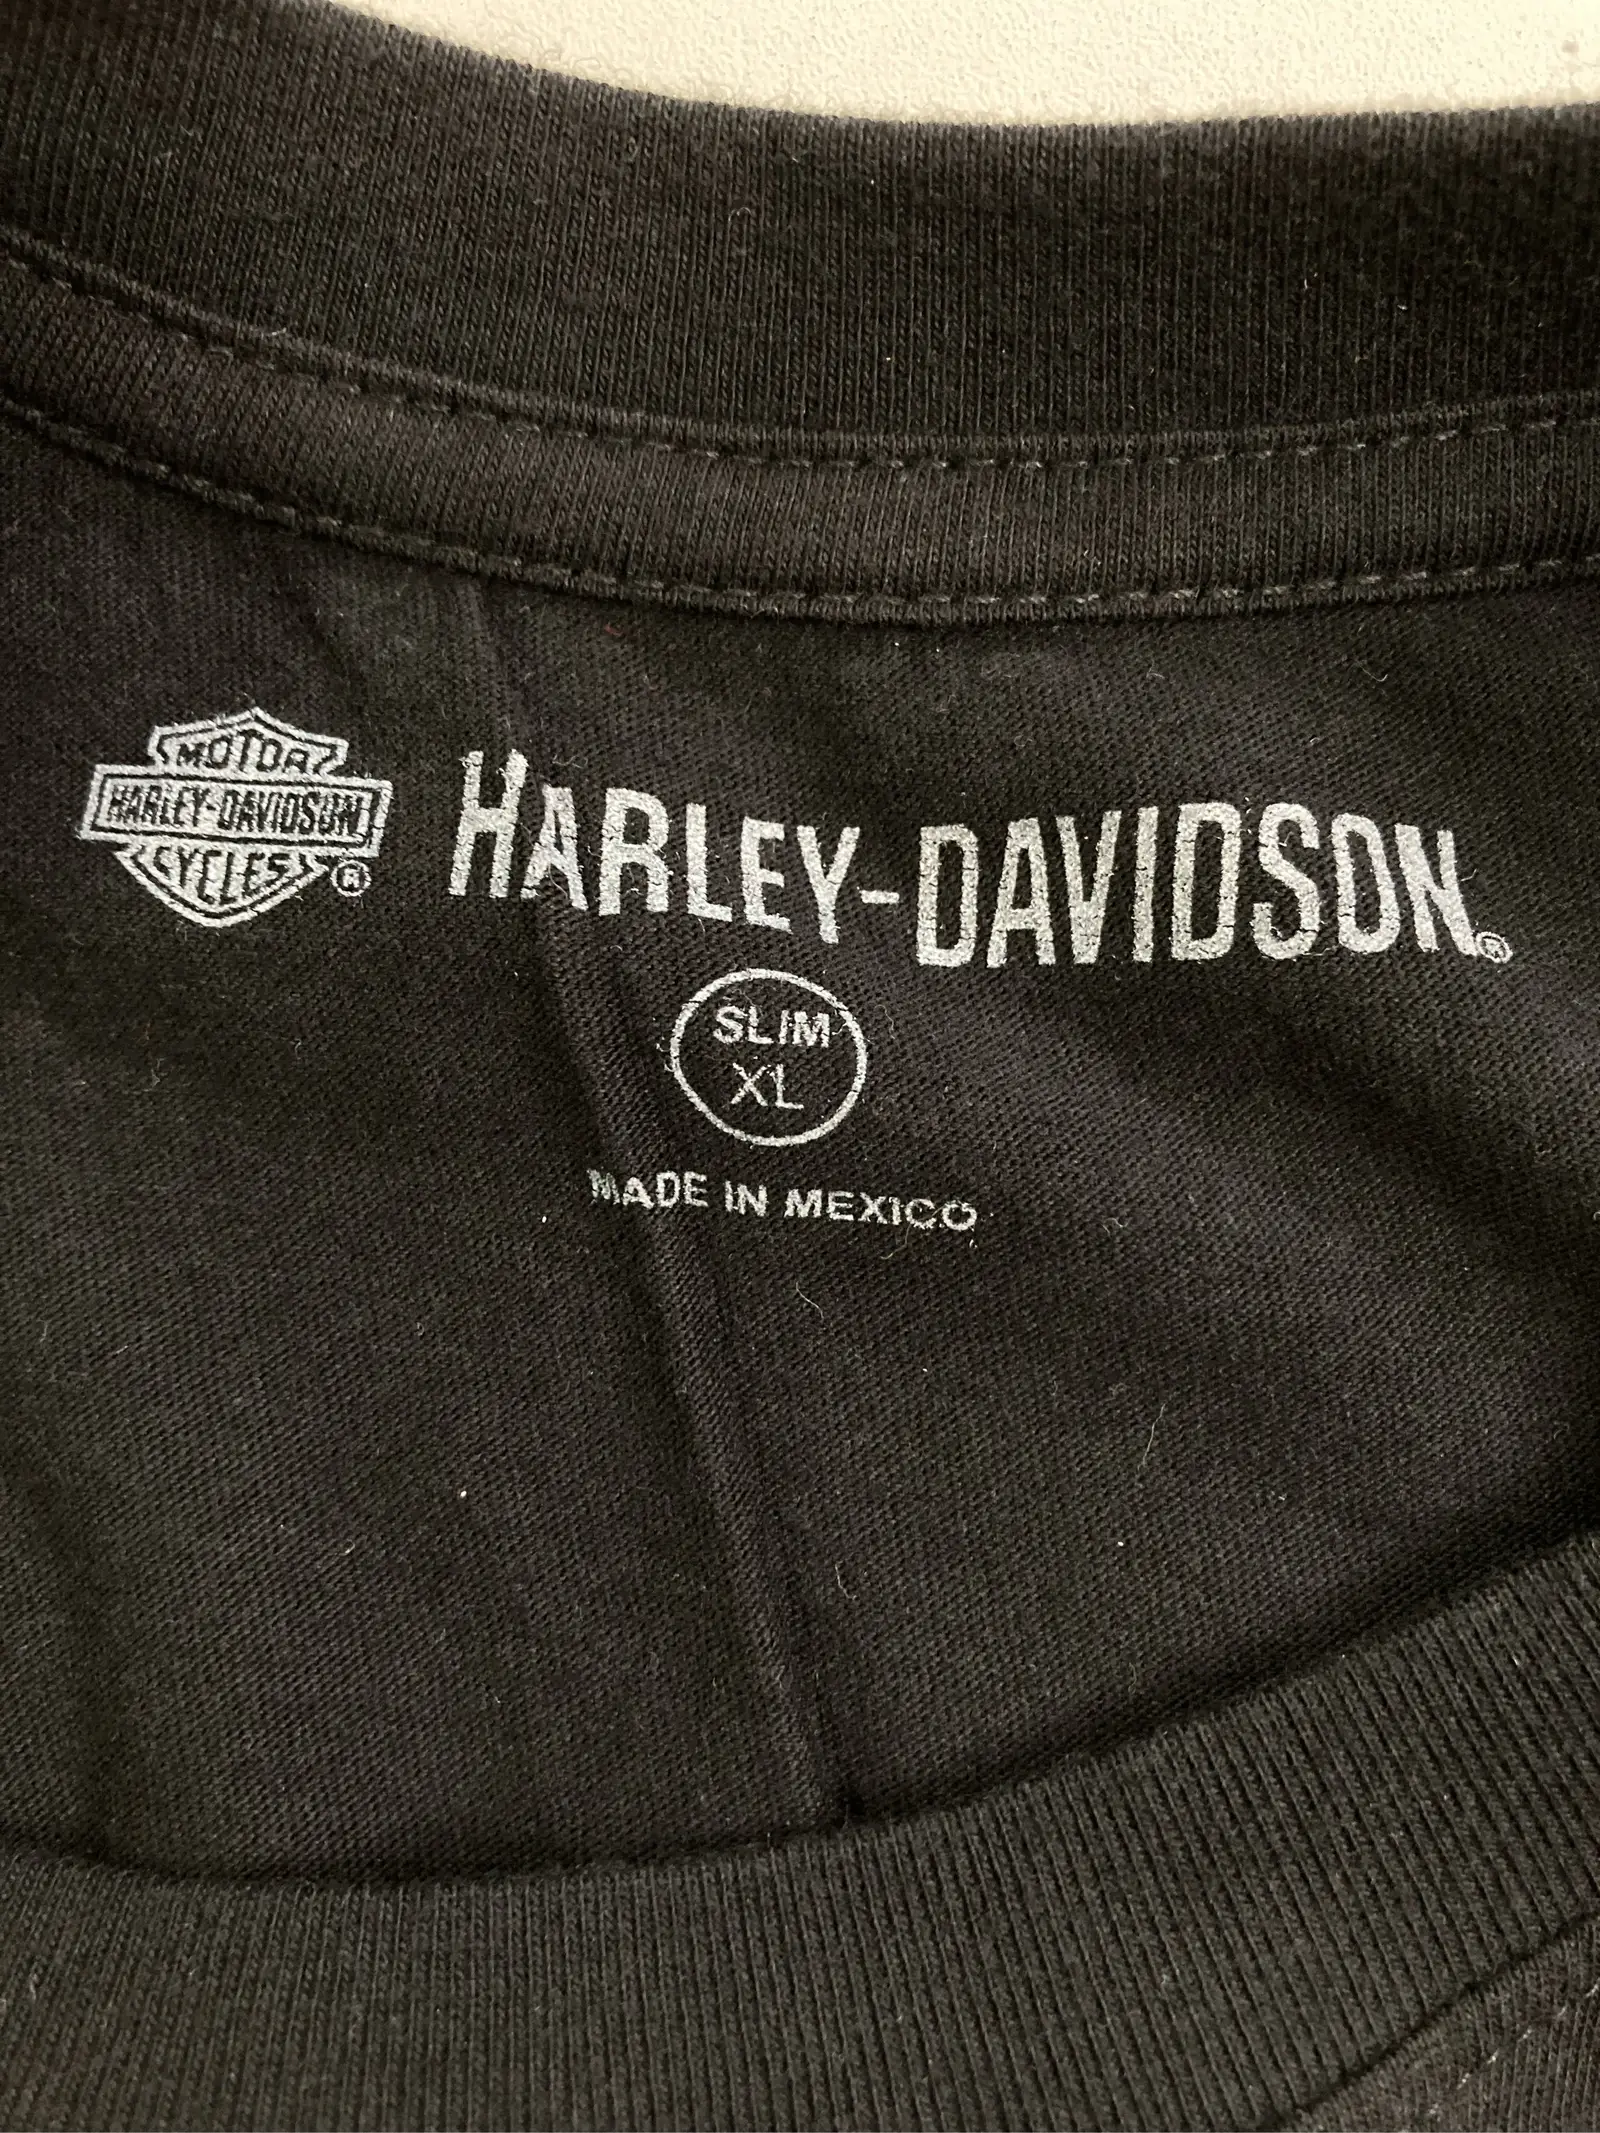 MOTOR
HARLEY-DAVIDSON
CYCLES ®
HARLEY-DAVIDSON®
SLIM
XL
MADE IN MEXICO